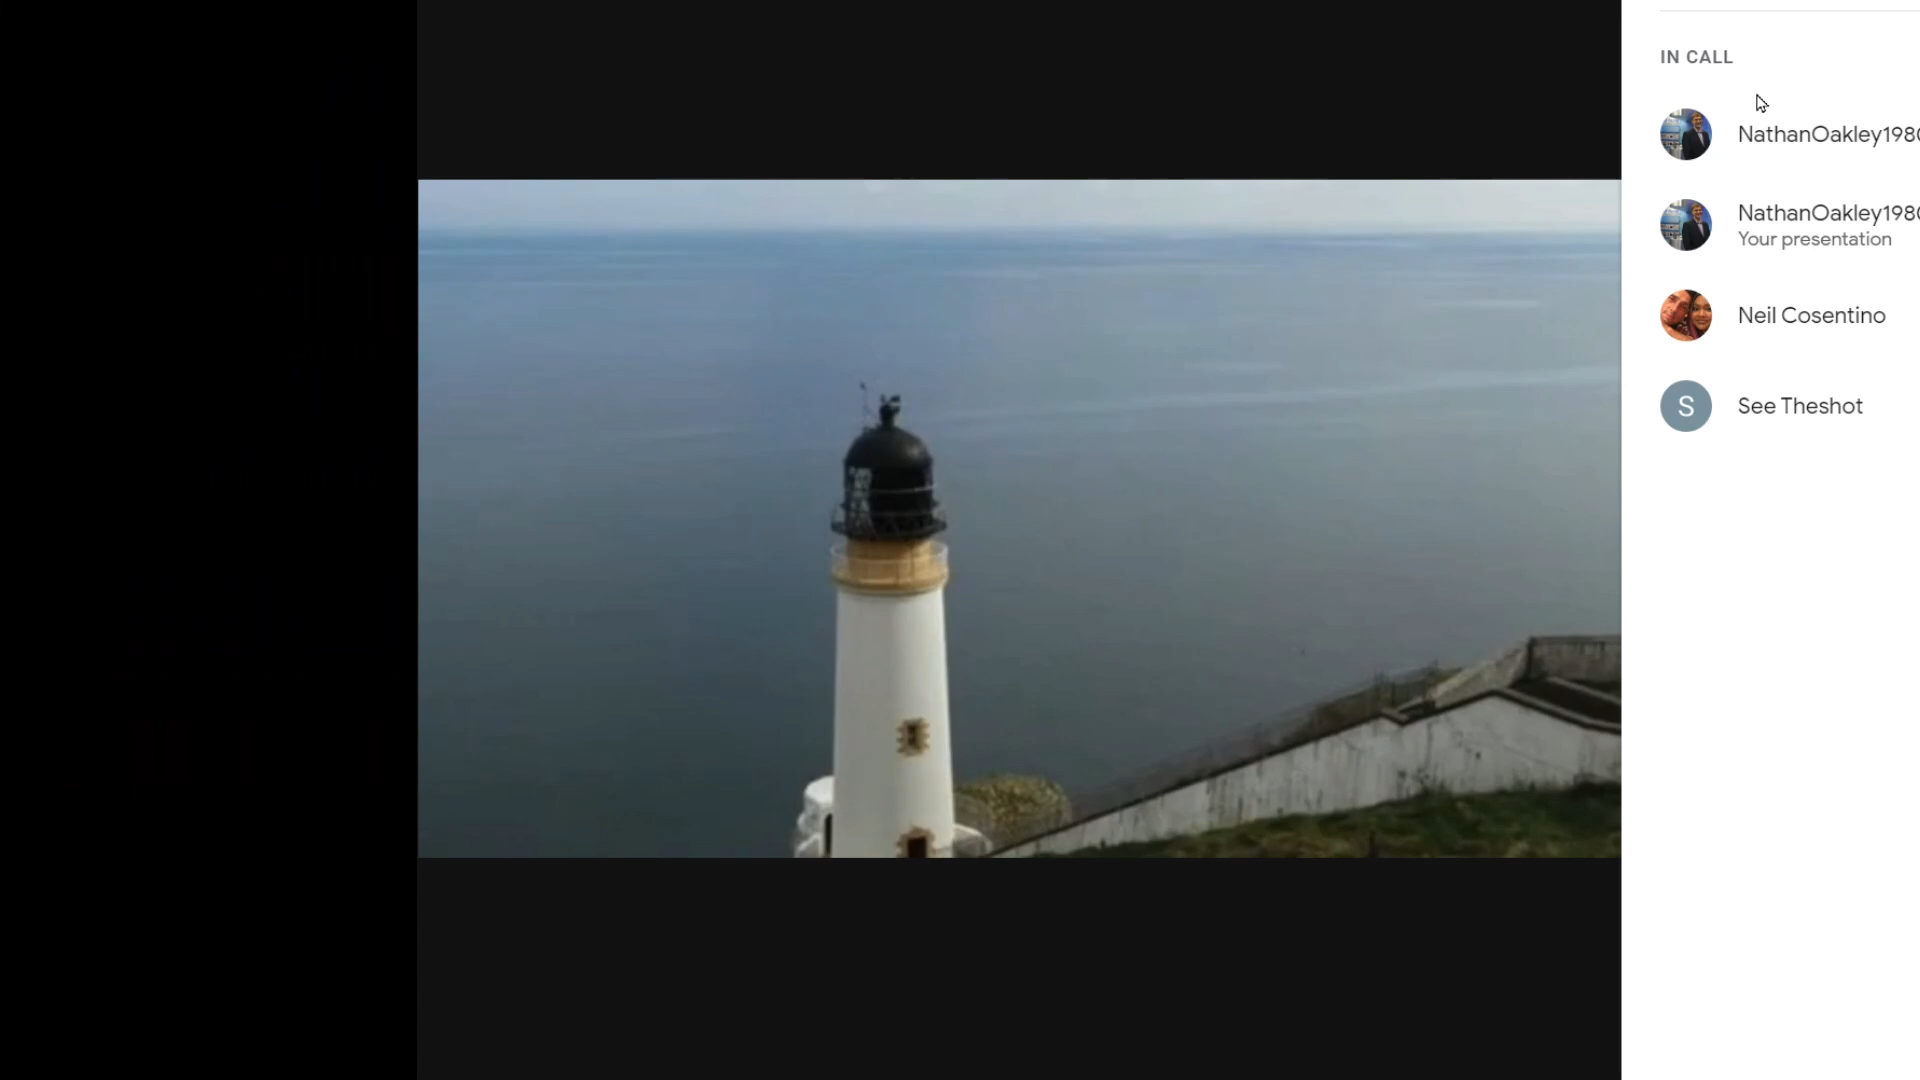 IN CALL
NathanOakley198
NathanOakley198
Your presentation
Neil Cosentino
S
See Theshot